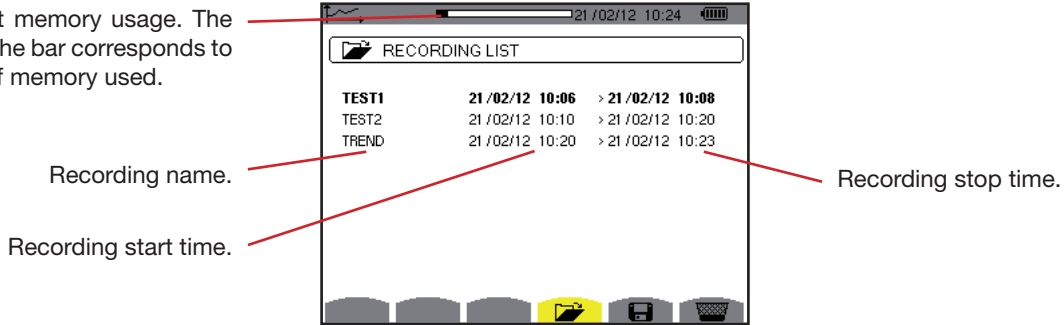 t memory usage. The
he bar corresponds to
f memory used.
21/02/12 10:24
RECORDING LIST
TEST1 21/02/12 10:06 > 21/02/12 10:08
TEST2 21/02/12 10:10 > 21/02/12 10:20
TREND 21/02/12 10:20 > 21/02/12 10:23
Recording name.
Recording stop time.
Recording start time.